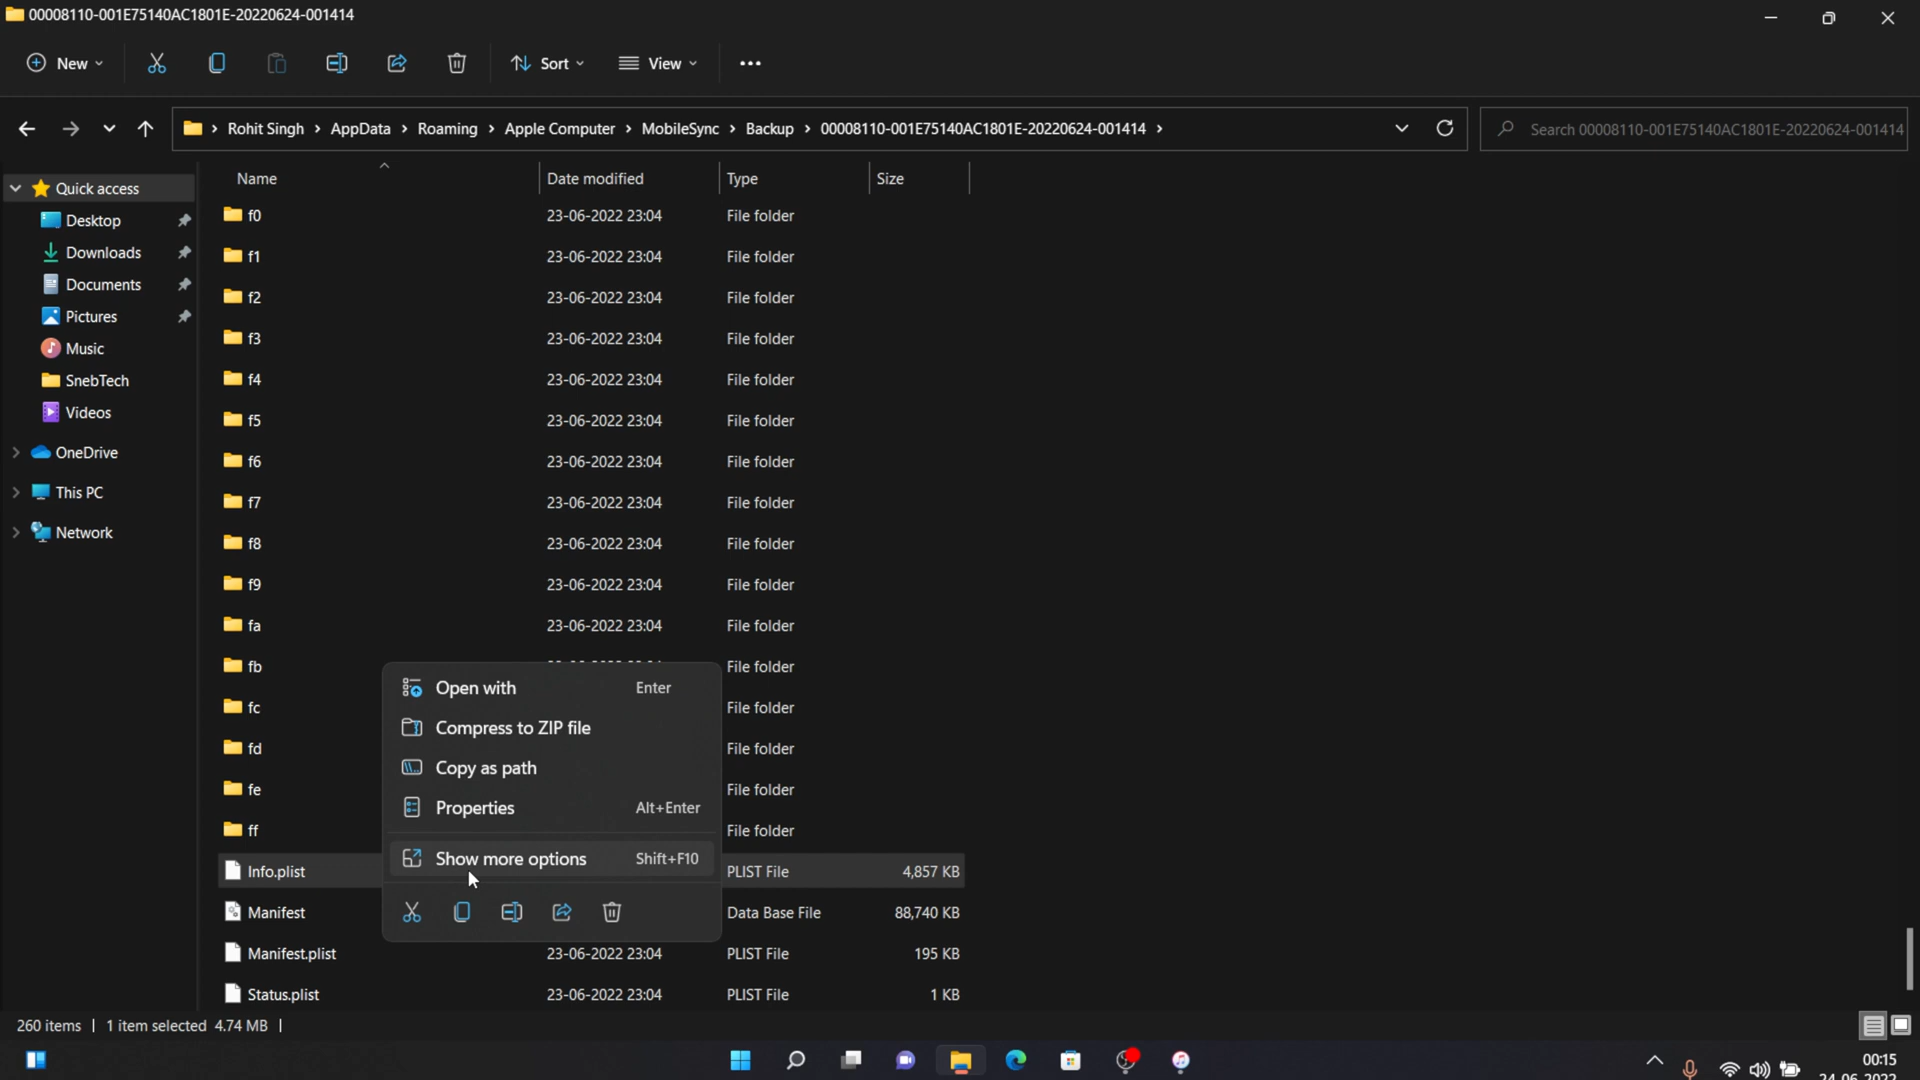 00008110-001E75140AC1801E-20220624-001414
New
Sort
View
Rohit Singh > AppData > Roaming > Apple Computer > MobileSync > Backup > 00008110-001E75140AC1801E-20220624-001414 >
Search 00008110-001E75140AC1801E-20220624-001414
Quick access
Desktop
Downloads
Documents
Pictures
Music
SnebTech
Videos
OneDrive
This PC
Network
Name Date modified Type Size
f0 23-06-2022 23:04 File folder
f1 23-06-2022 23:04 File folder
f2 23-06-2022 23:04 File folder
f3 23-06-2022 23:04 File folder
f4 23-06-2022 23:04 File folder
f5 23-06-2022 23:04 File folder
f6 23-06-2022 23:04 File folder
f7 23-06-2022 23:04 File folder
f8 23-06-2022 23:04 File folder
f9 23-06-2022 23:04 File folder
fa 23-06-2022 23:04 File folder
fb File folder
fc File folder
fd File folder
fe File folder
ff File folder
Info.plist PLIST File 4,857 KB
Manifest Data Base File 88,740 KB
Manifest.plist 23-06-2022 23:04 PLIST File 195 KB
Status.plist 23-06-2022 23:04 PLIST File 1 KB
Open with Enter
Compress to ZIP file
Copy as path
Properties Alt+Enter
Show more options Shift+F10
260 items | 1 item selected 4.74 MB |
00:15
24-06-2022